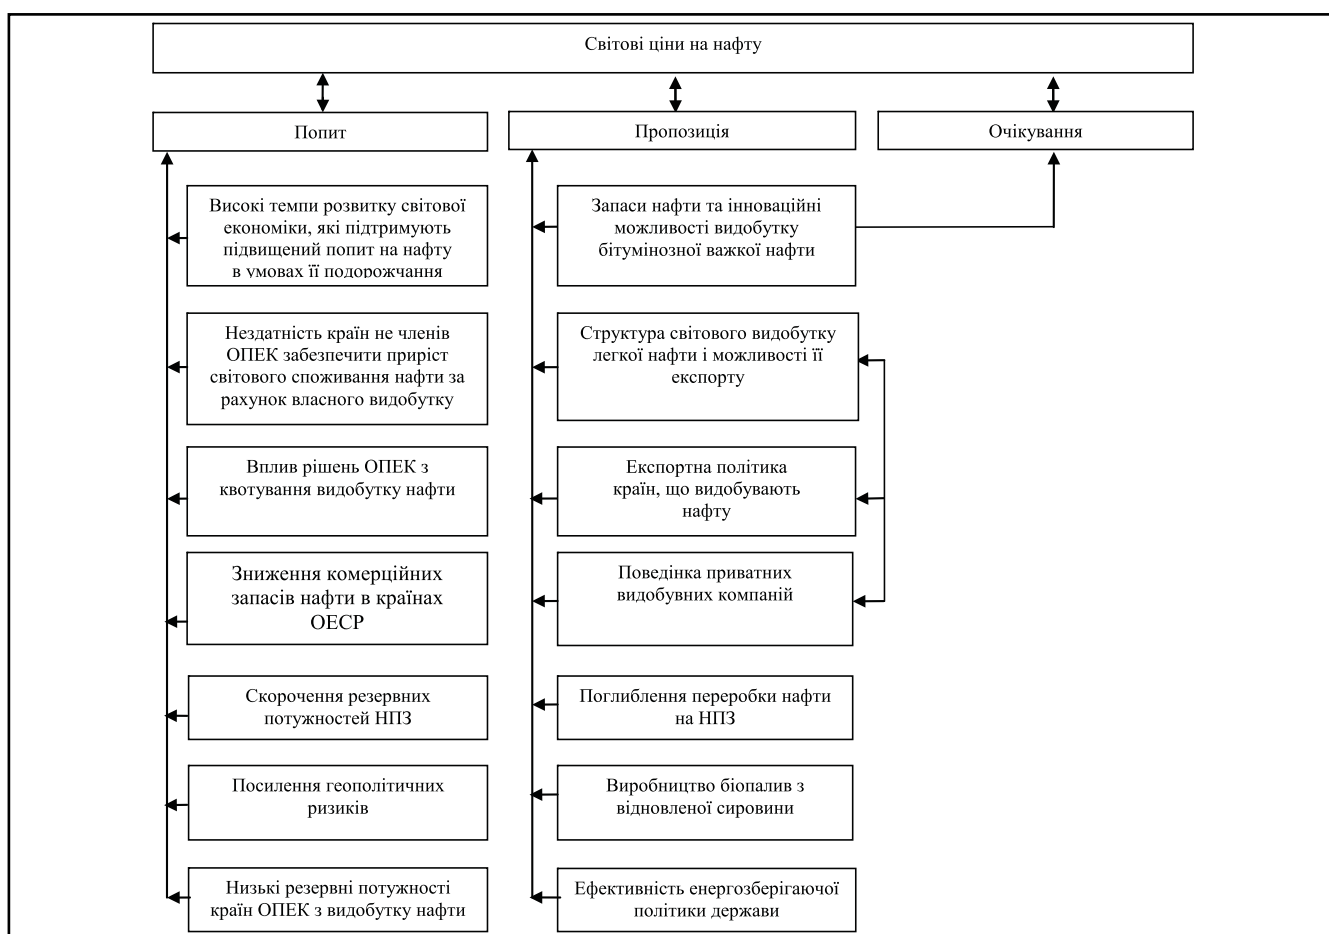 Світові ціни на нафту
Попит
Пропозиція
Очікування
Високі темпи розвитку світової
економіки, які підтримують
підвищений попит на нафту
в умовах її подорожчання
Нездатність країн не членів
ОПЕК забезпечити приріст
світового споживання нафти за
рахунок власного видобутку
Вплив рішень ОПЕК з
квотування видобутку нафти
Зниження комерційних
запасів нафти в країнах
ОЕСР
Скорочення резервних
потужностей НПЗ
Посилення геополітичних
ризиків
Низькі резервні потужності
країн ОПЕК з видобутку нафти
Запаси нафти та інноваційні
можливості видобутку
бітумінозної важкої нафти
Структура світового видобутку
легкої нафти і можливості її
експорту
Експортна політика
країн, що видобувають
нафту
Поведінка приватних
видобувних компаній
Поглиблення переробки нафти
на НПЗ
Виробництво біопалив з
відновленої сировини
Ефективність енергозберігаючої
політики держави